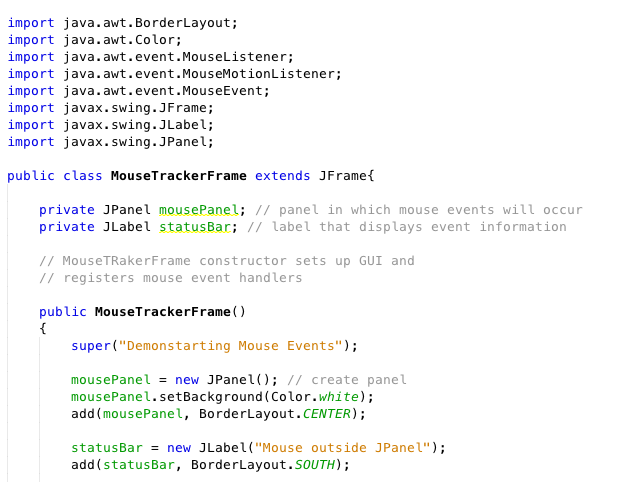 import java.awt.BorderLayout;
import java.awt.Color;
import java.awt.event.MouseListener;
import java.awt.event.MouseMotionListener;
import java.awt.event.MouseEvent;
import javax.swing.JFrame;
import javax.swing.JLabel;
import javax.swing.JPanel;

public class MouseTrackerFrame extends JFrame{

    private JPanel mousePanel; // panel in which mouse events will occur
    private JLabel statusBar; // label that displays event information

    // MouseTRakerFrame constructor sets up GUI and
    // registers mouse event handlers

    public MouseTrackerFrame()
    {
        super("Demonstarting Mouse Events");

        mousePanel = new JPanel(); // create panel
        mousePanel.setBackground(Color.white);
        add(mousePanel, BorderLayout.CENTER);

        statusBar = new JLabel("Mouse outside JPanel");
        add(statusBar, BorderLayout.SOUTH);